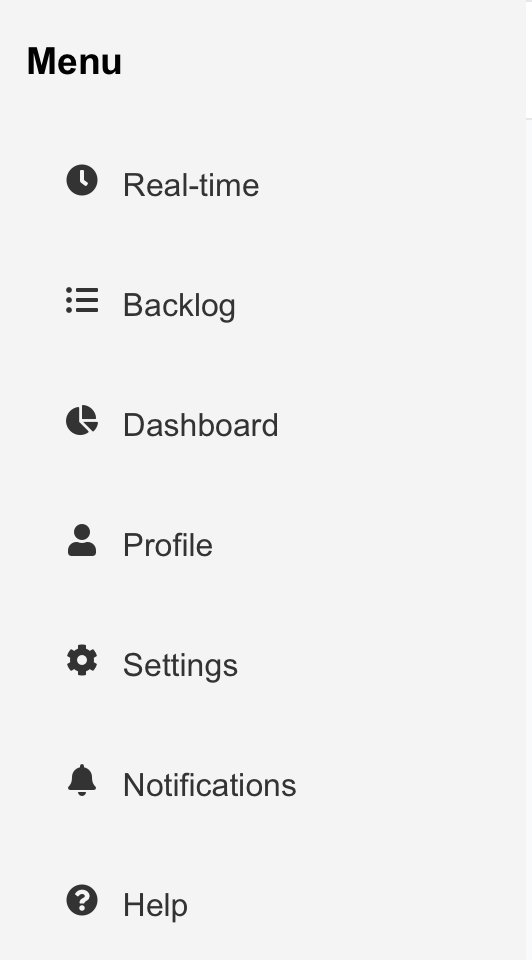 Menu
Real-time
Backlog
Dashboard
Profile
Settings
Notifications
Help